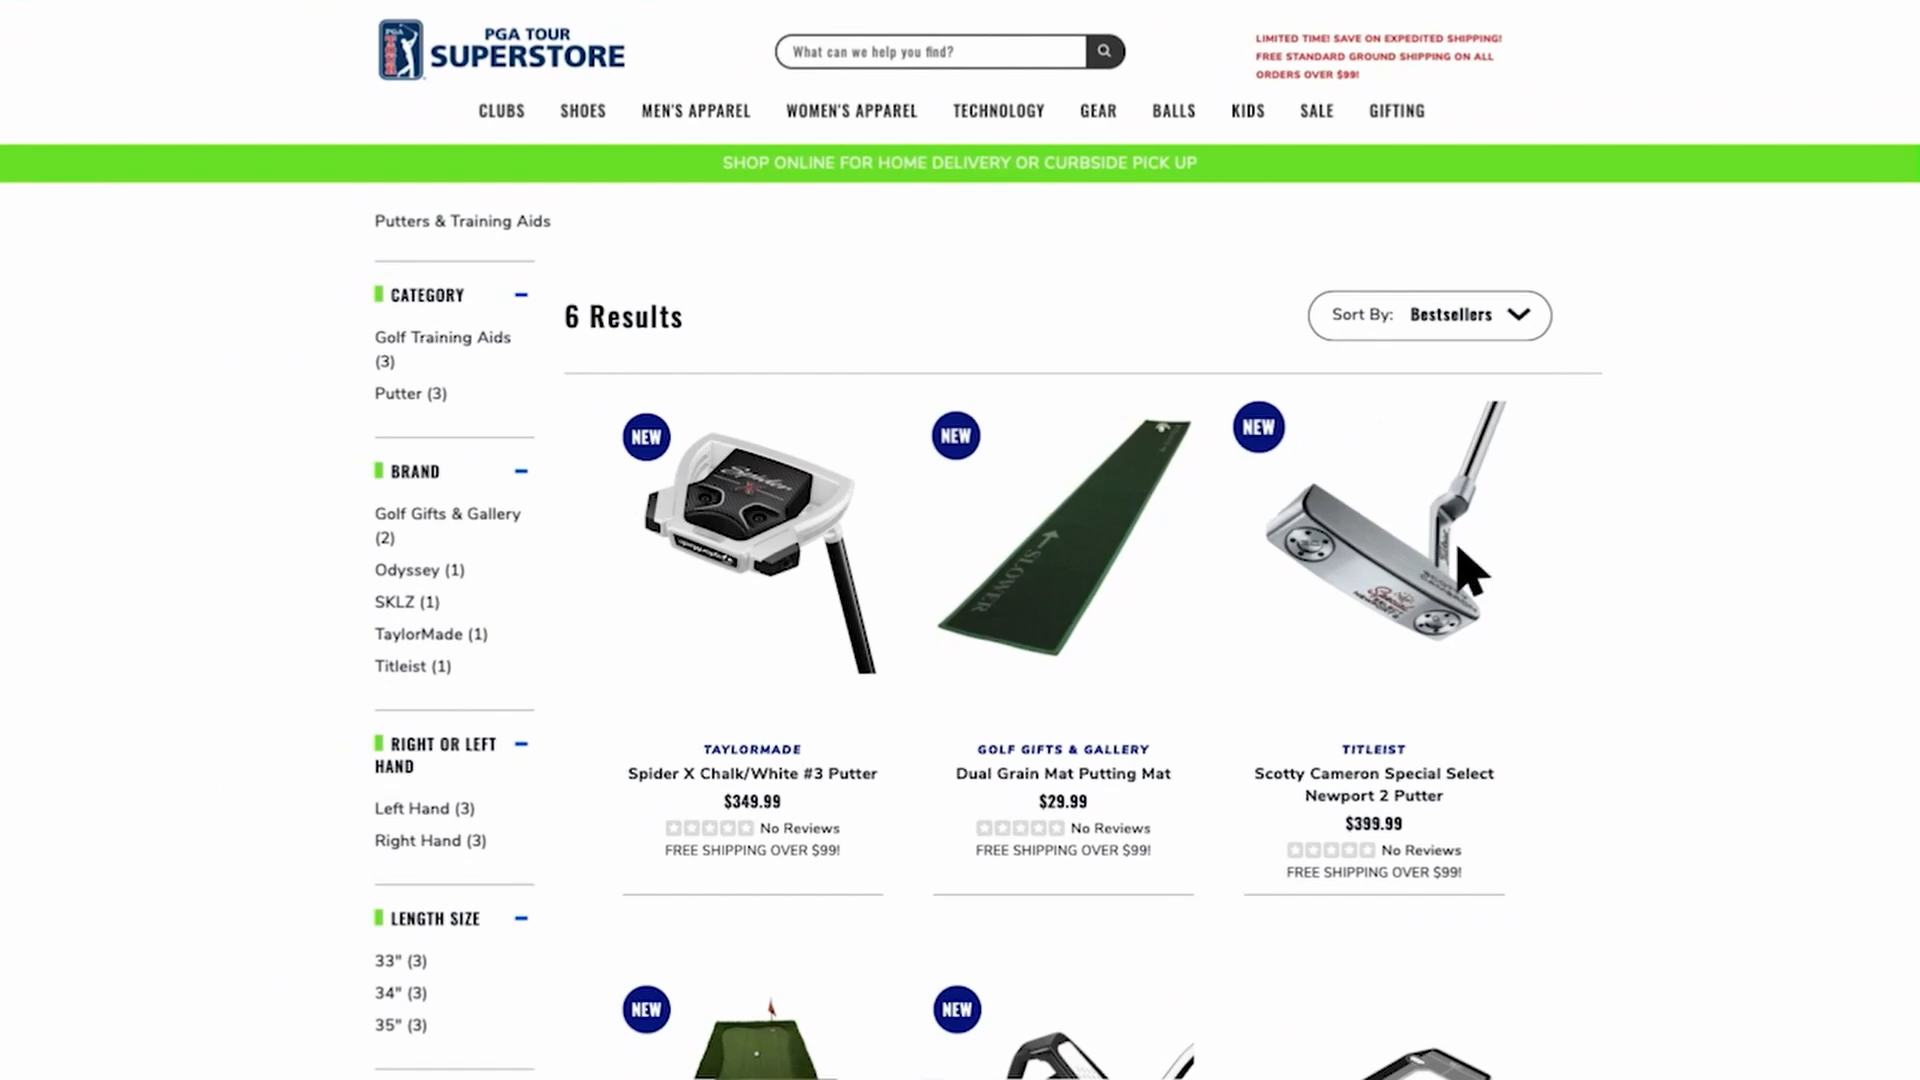 PGA TOUR
SUPERSTORE
What can we help you find?
LIMITED TIME! SAVE ON EXPEDITED SHIPPING!
FREE STANDARD GROUND SHIPPING ON ALL
ORDERS OVER $99!
CLUBS SHOES MEN'S APPAREL WOMEN'S APPAREL TECHNOLOGY GEAR BALLS KIDS SALE GIFTING
SHOP ONLINE FOR HOME DELIVERY OR CURBSIDE PICK UP
Putters & Training Aids
CATEGORY
Golf Training Aids
(3)
Putter (3)
BRAND
Golf Gifts & Gallery
(2)
Odyssey (1)
SKLZ (1)
TaylorMade (1)
Titleist (1)
RIGHT OR LEFT
HAND
Left Hand (3)
Right Hand (3)
LENGTH SIZE
33" (3)
34" (3)
35" (3)
6 Results
Sort By: Bestsellers
NEW
Spider
X
TaylorMade
TAYLORMADE
Spider X Chalk/White #3 Putter
$349.99
No Reviews
FREE SHIPPING OVER $99!
NEW
SLOWER
GOLF GIFTS & GALLERY
Dual Grain Mat Putting Mat
$29.99
No Reviews
FREE SHIPPING OVER $99!
NEW
Special
TITLEIST
Scotty Cameron Special Select
Newport 2 Putter
$399.99
No Reviews
FREE SHIPPING OVER $99!
NEW
NEW